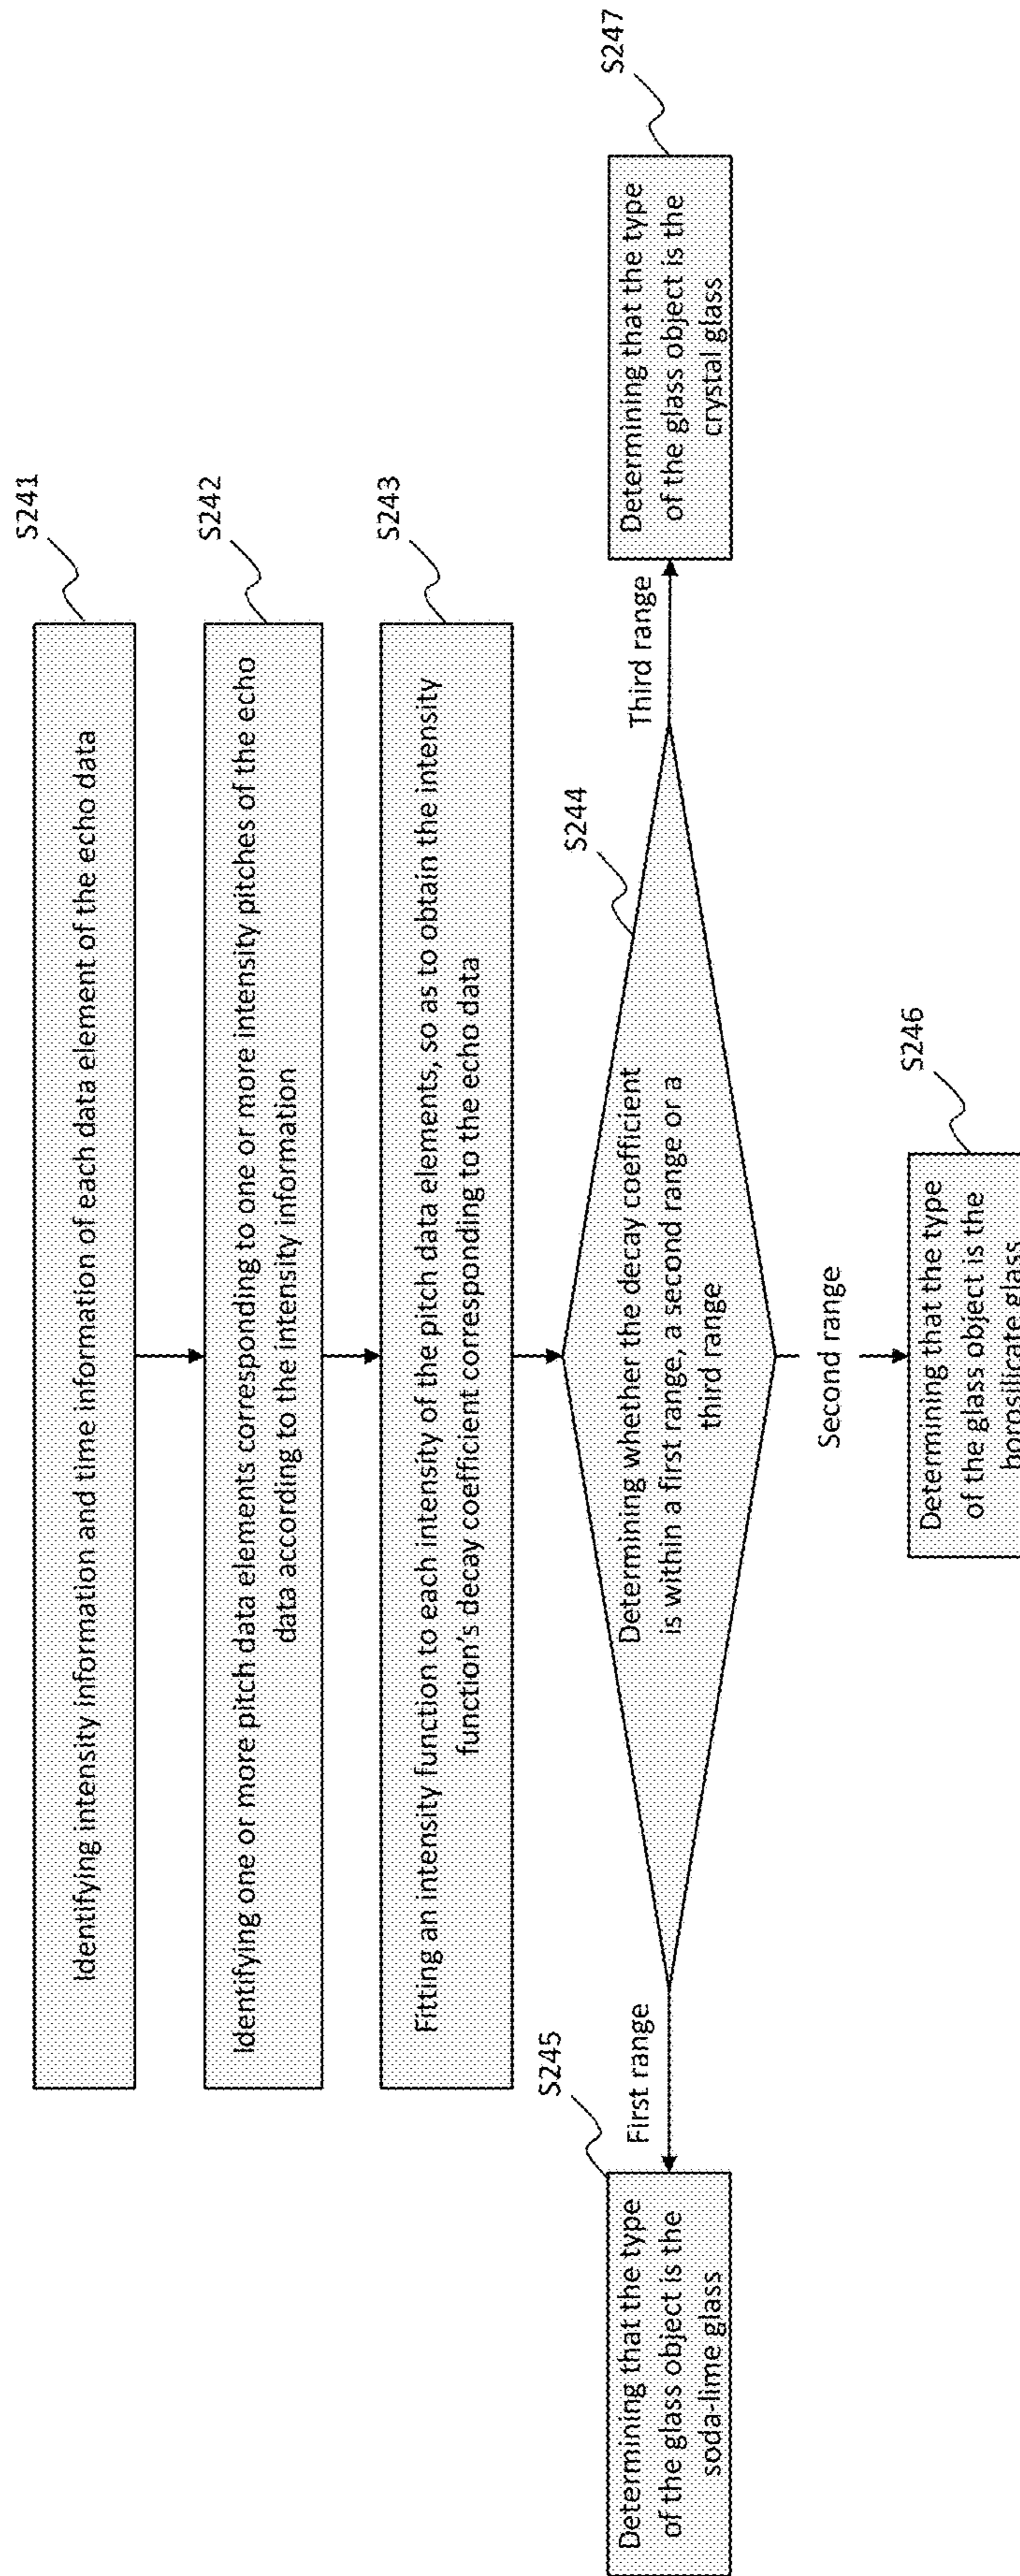 S241
Identifying intensity information and time information of each data element of the echo data
S242
Identifying one or more pitch data elements corresponding to one or more intensity pitches of the echo
data according to the intensity information
S243
Fitting an intensity function to each intensity of the pitch data elements, so as to obtain the intensity
function's decay coefficient corresponding to the echo data
S244
Determining whether the decay coefficient
is within a first range, a second range or a
third range
First range
S245
Determining that the type
of the glass object is the
soda-lime glass
Second range
S246
Determining that the type
of the glass object is the
borosilicate glass
Third range
S247
Determining that the type
of the glass object is the
crystal glass